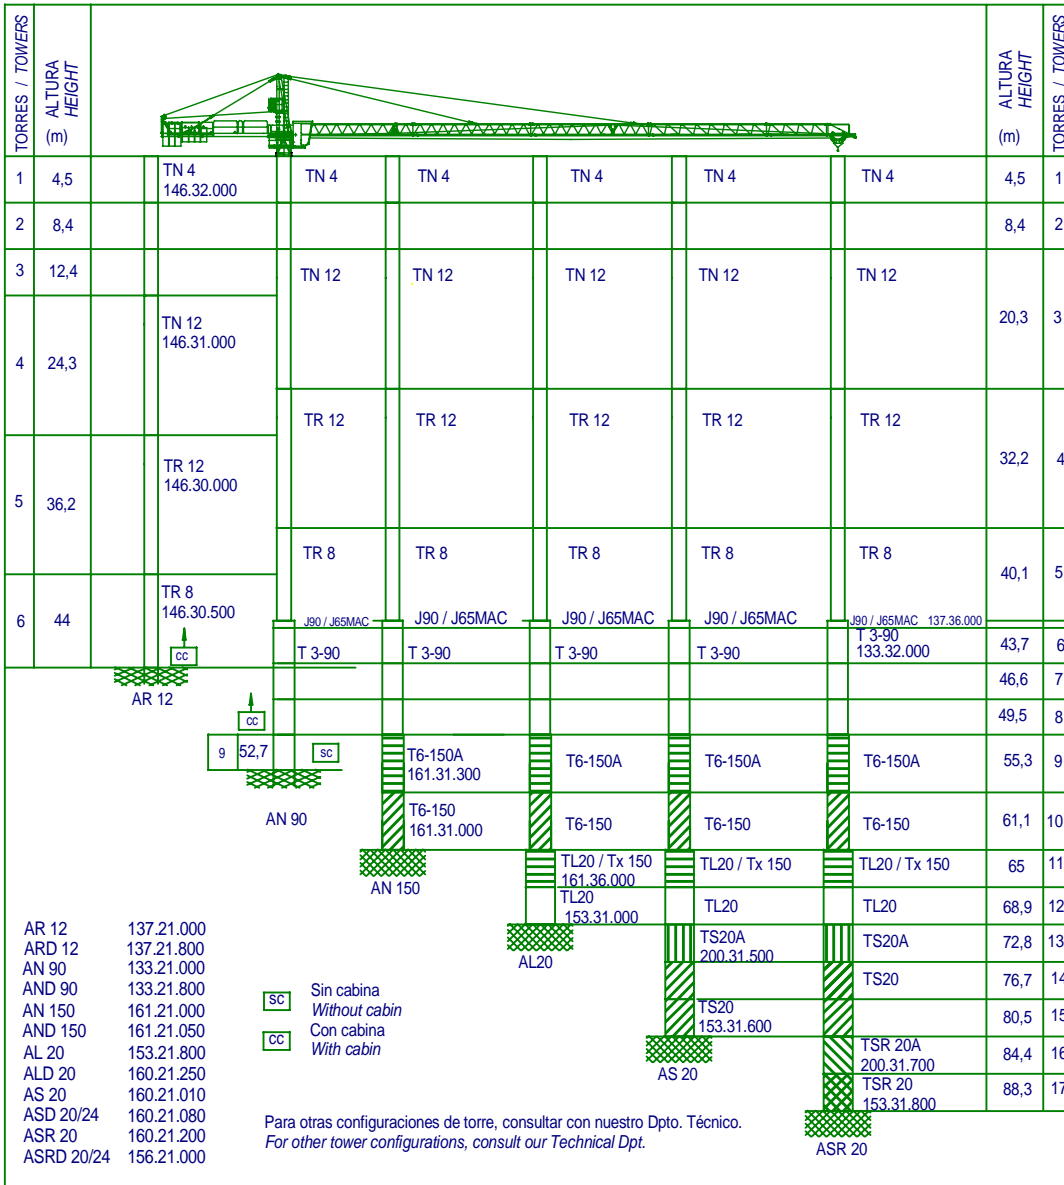 TORRES / TOWERS
ALTURA
HEIGHT
(m)
ALTURA
HEIGHT
(m)
TORRES / TOWERS
1 4,5 TN 4 TN 4 TN 4 TN 4 TN 4 TN 4 4,5 1
146.32.000
2 8,4 8,4 2
3 12,4 TN 12 TN 12 TN 12 TN 12 TN 12
TN 12 20,3 3
146.31.000
4 24,3
TR 12 TR 12 TR 12 TR 12 TR 12
TR 12 32,2 4
146.30.000
5 36,2
TR 8 TR 8 TR 8 TR 8 TR 8
40,1 5
TR 8
146.30.500
6 44 J90 / J65MAC J90 / J65MAC J90 / J65MAC J90 / J65MAC J90 / J65MAC 137.36.000
CC T 3-90 T 3-90 T 3-90 T 3-90 T 3-90 43,7 6
133.32.000
46,6 7
AR 12
CC 49,5 8
9 52,7 SC T6-150A T6-150A T6-150A T6-150A 55,3 9
161.31.300
AN 90 T6-150 T6-150 T6-150 T6-150 61,1 10
161.31.000
AN 150 TL20 / Tx 150 TL20 / Tx 150 TL20 / Tx 150 65 11
161.36.000
TL20 TL20 TL20 68,9 12
153.31.000
AL20 TS20A TS20A 72,8 13
200.31.500
TS20 76,7 14
TS20 80,5 15
153.31.600
AS 20 TSR 20A 84,4 16
200.31.700
TSR 20 88,3 17
153.31.800
ASR 20
AR 12 137.21.000
ARD 12 137.21.800
AN 90 133.21.000
AND 90 133.21.800
AN 150 161.21.000
AND 150 161.21.050
AL 20 153.21.800
ALD 20 160.21.250
AS 20 160.21.010
ASD 20/24 160.21.080
ASR 20 160.21.200
ASRD 20/24 156.21.000
SC Sin cabina
Without cabin
CC Con cabina
With cabin
Para otras configuraciones de torre, consultar con nuestro Dpto. Técnico.
For other tower configurations, consult our Technical Dpt.